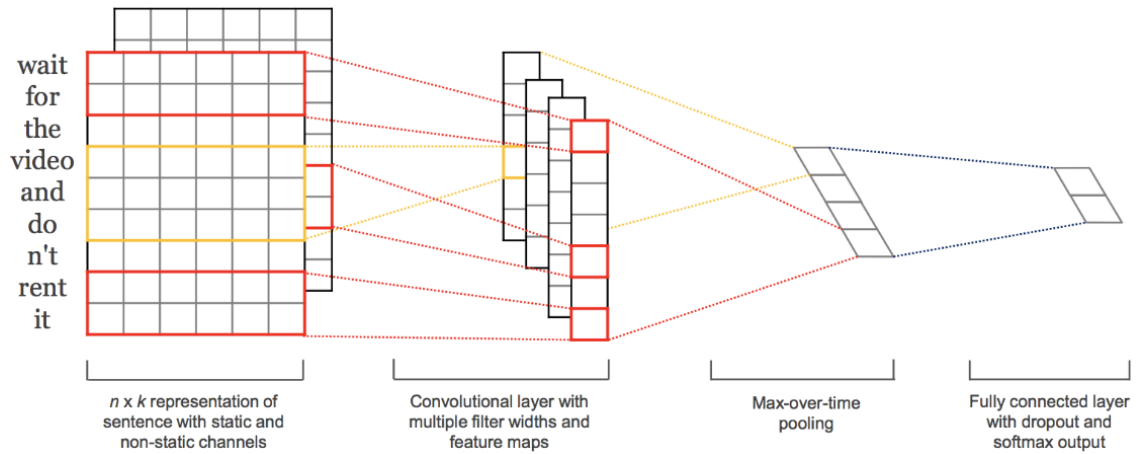 wait
for
the
video
and
do
n't
rent
it
n x k representation of
sentence with static and
non-static channels
Convolutional layer with
multiple filter widths and
feature maps
Max-over-time
pooling
Fully connected layer
with dropout and
softmax output